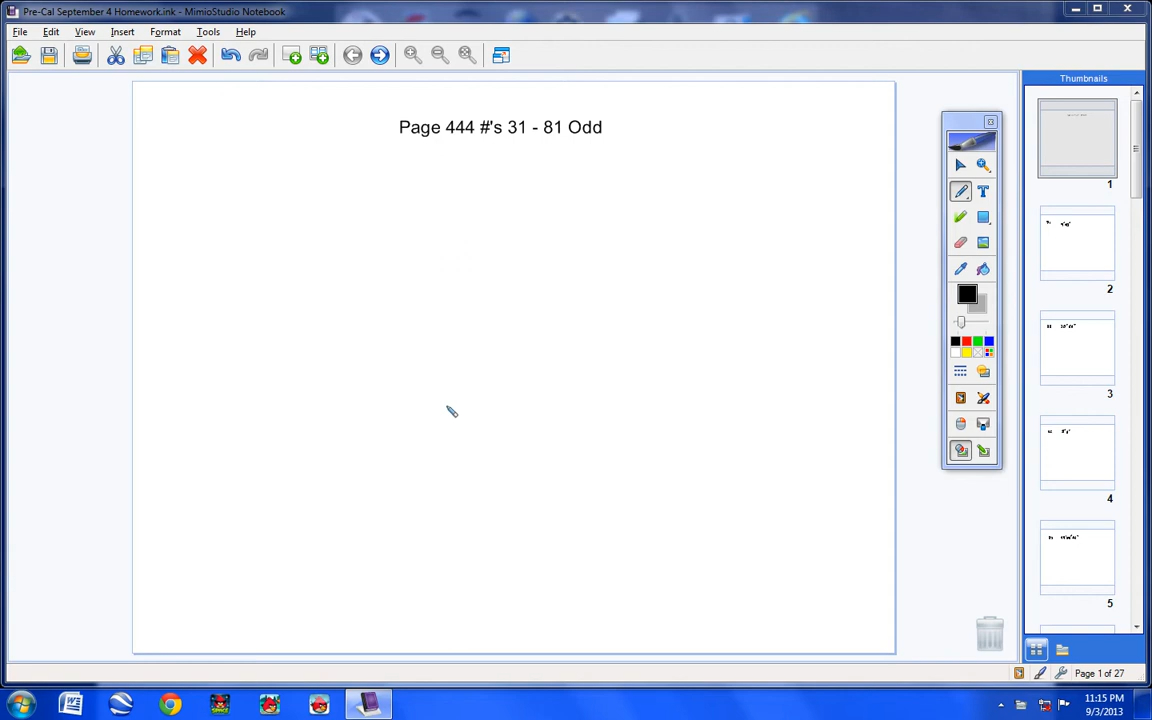 Pre-Cal September 4 Homework.ink - MimioStudio Notebook
File Edit View Insert Format Tools Help
Page 444 #'s 31 - 81 Odd
Thumbnails
1
2
3
4
5
Page 1 of 27
11:15 PM
9/3/2013